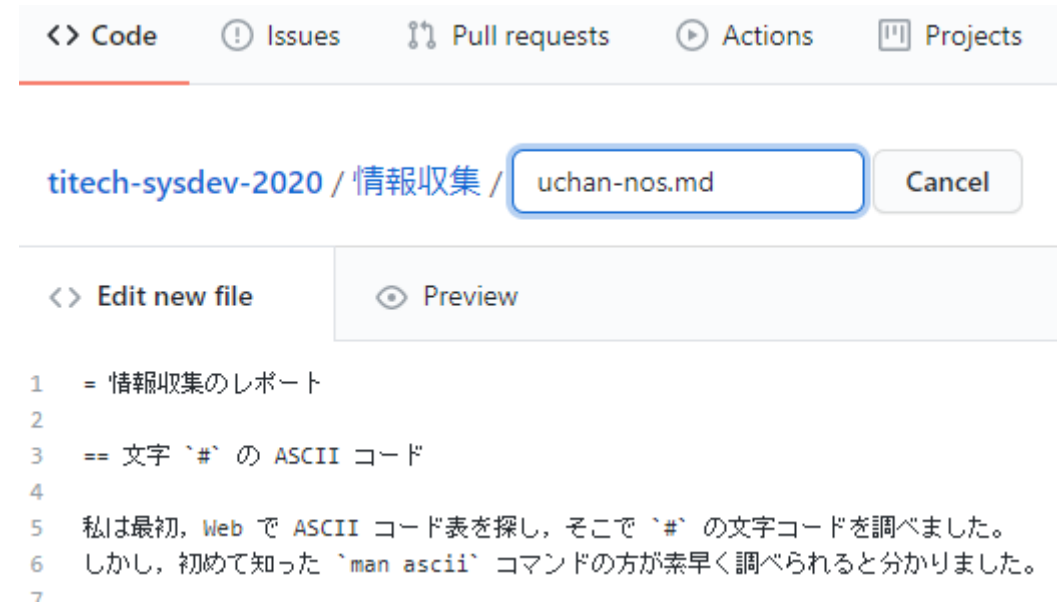 <> Code Issues Pull requests Actions Projects
titech-sysdev-2020 / 情報収集 / uchan-nos.md Cancel
<> Edit new file Preview
1 = 情報収集のレポート
2
3 == 文字 `#` の ASCII コード
4
5 私は最初，Web で ASCII コード表を探し，そこで `#` の文字コードを調べました。
6 しかし，初めて知った `man ascii` コマンドの方が素早く調べられると分かりました。
7